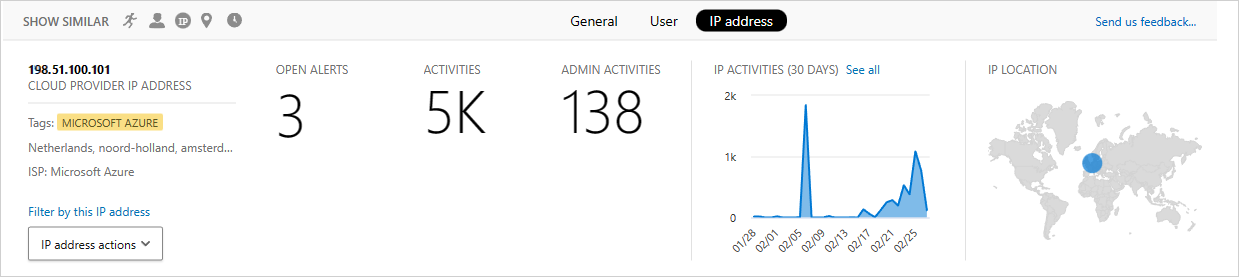 SHOW SIMILAR IP General User IP address Send us feedback...
198.51.100.101
CLOUD PROVIDER IP ADDRESS
Tags: MICROSOFT AZURE
Netherlands, noord-holland, amsterd...
ISP: Microsoft Azure
Filter by this IP address
IP address actions
OPEN ALERTS
3
ACTIVITIES
5K
ADMIN ACTIVITIES
138
IP ACTIVITIES (30 DAYS) See all
2k
1k
0
01/28 02/01 02/05 02/09 02/13 02/17 02/21 02/25
IP LOCATION